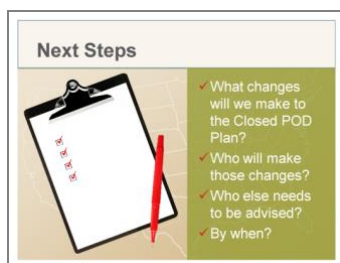 Next Steps
What changes
will we make to
the Closed POD
Plan?
Who will make
those changes?
Who else needs
to be advised?
By when?